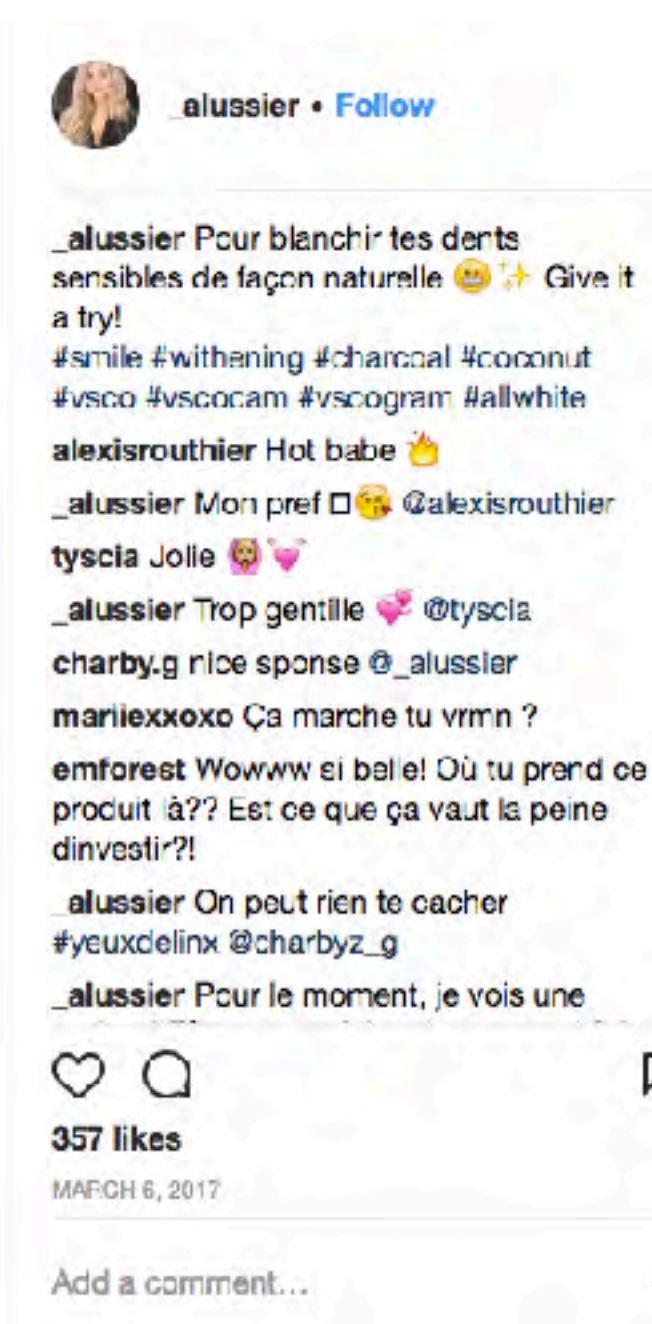 _alussier • Follow
_alussier Pour blanchir tes dents
sensibles de façon naturelle 😬✨ Give it
a try!
#smile #withening #charcoal #coconut
#vsco #vscocam #vscogram #allwhite
alexisrouthier Hot babe 🔥
_alussier Mon pref □😘 @alexisrouthier
tyscia Jolie 🙆🏼💓
_alussier Trop gentille 💞 @tyscia
charby.g nice sponse @_alussier
mariiexxoxo Ça marche tu vrmn ?
emforest Wowww si belle! Où tu prend ce
produit là?? Est ce que ça vaut la peine
dinvestir?!
_alussier On peut rien te cacher
#yeuxdelinx @charbyz_g
_alussier Pour le moment, je vois une
357 likes
MARCH 6, 2017
Add a comment...